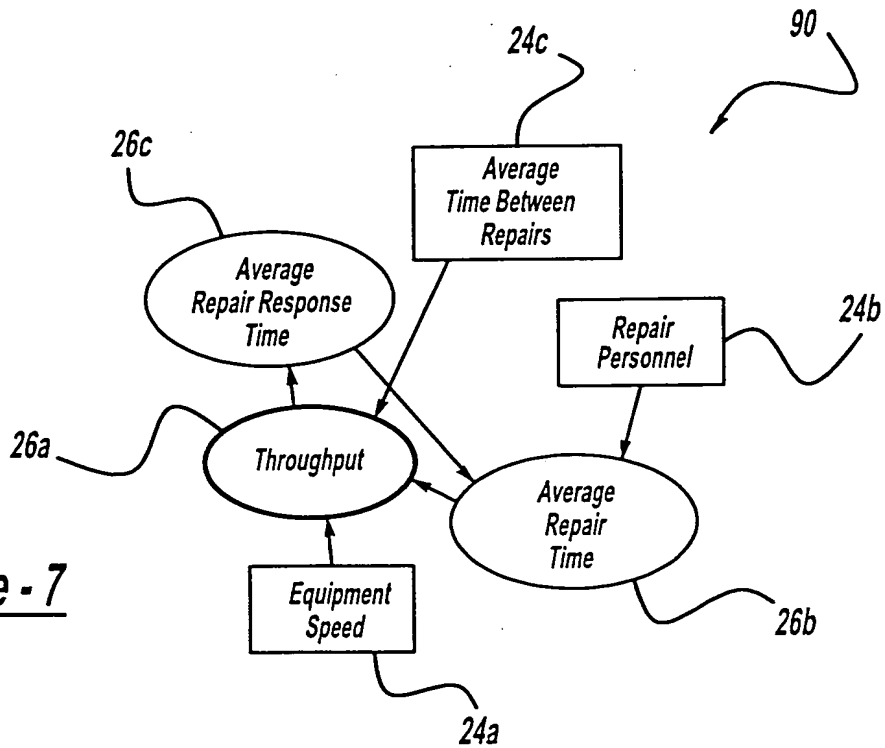 90
24c
26c
Average
Time Between
Repairs
Average
Repair Response
Time
Repair
Personnel
24b
26a
Throughput
Average
Repair
Time
e - 7
Equipment
Speed
26b
24a